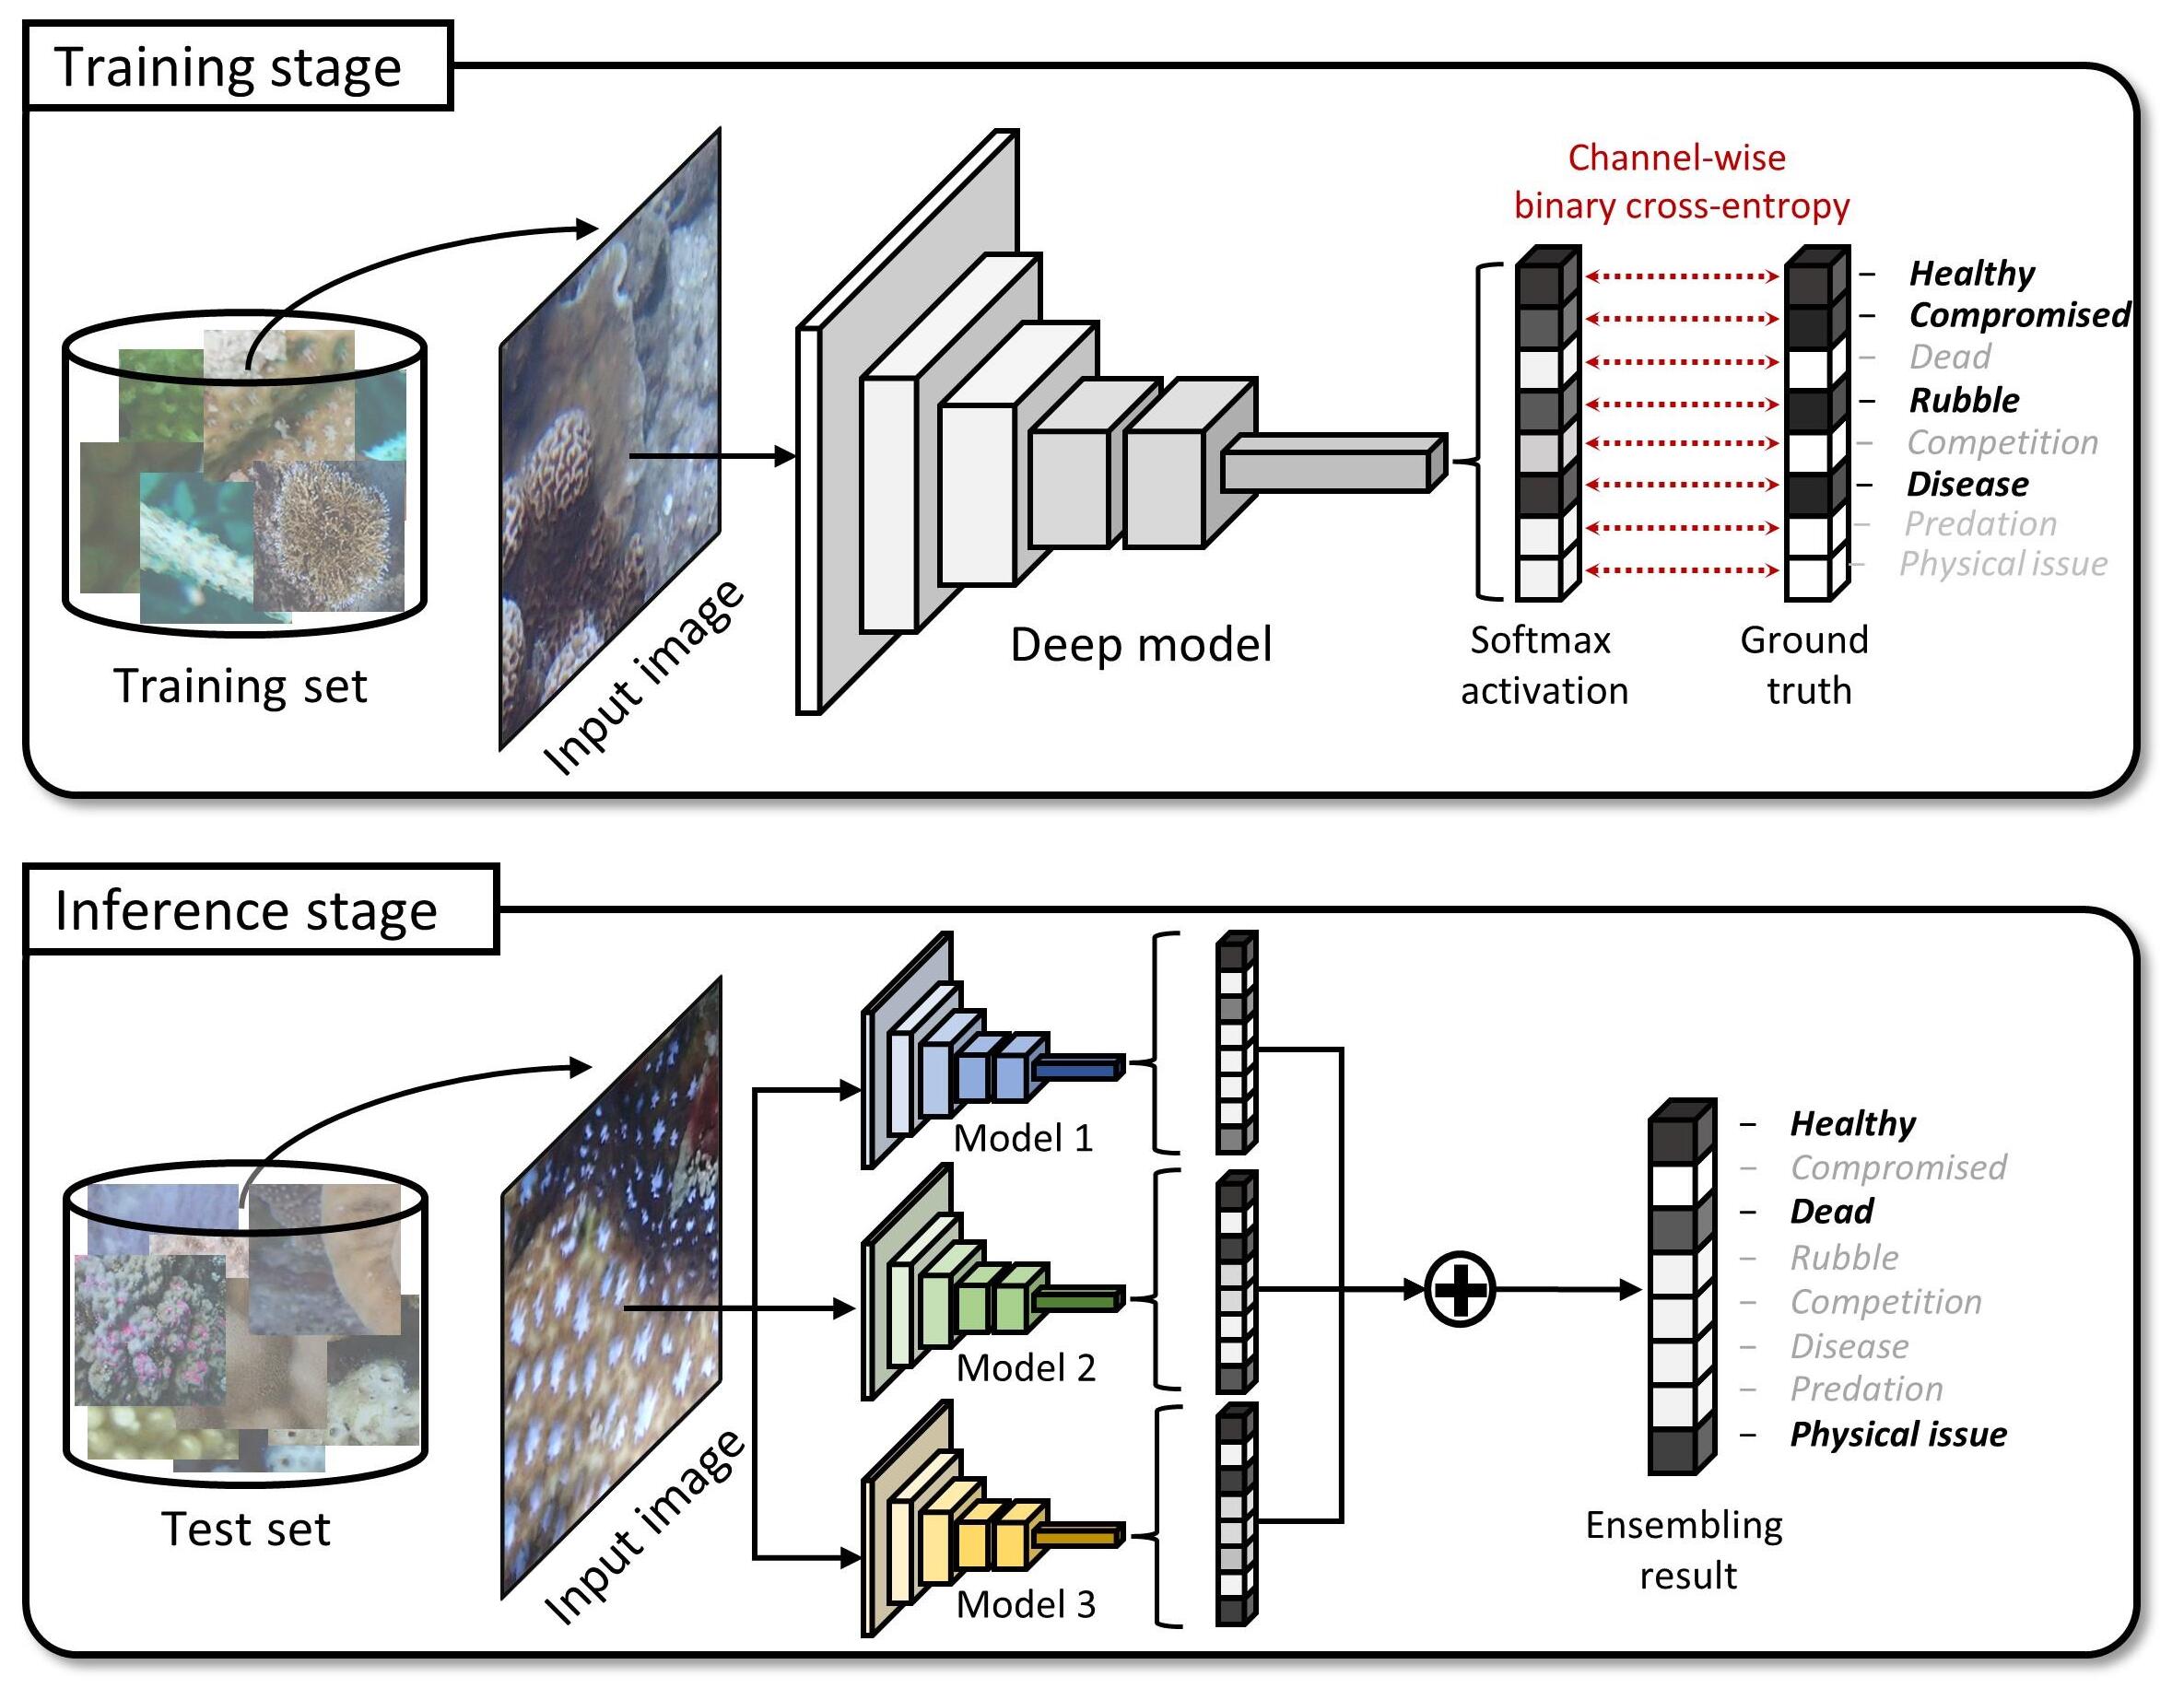 Training stage
Channel-wise
binary cross-entropy
Healthy
Compromised
Dead
Rubble
Competition
Disease
Predation
Physical issue
Training set
Input image
Deep model
Softmax
activation
Ground
truth
Inference stage
Model 1
Model 2
Model 3
Test set
Input image
Healthy
Compromised
Dead
Rubble
Competition
Disease
Predation
Physical issue
Ensembling
result